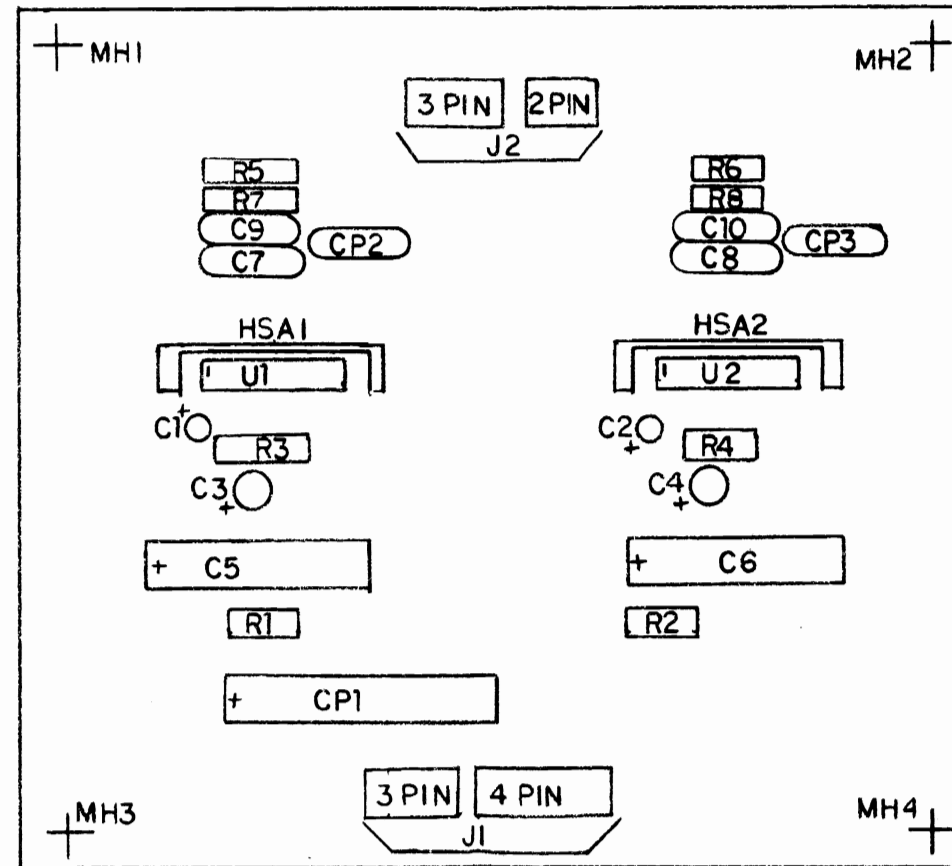 MH1
MH2
3 PIN 2 PIN
J2
R5
R6
R7
R8
C9
C10
CP2
CP3
C7
C8
HSA1
HSA2
U1
U2
C1 +
C2 +
R3
R4
C3 +
C4 +
+ C5
+ C6
R1
R2
+ CP1
3 PIN 4 PIN
MH3
MH4
J1